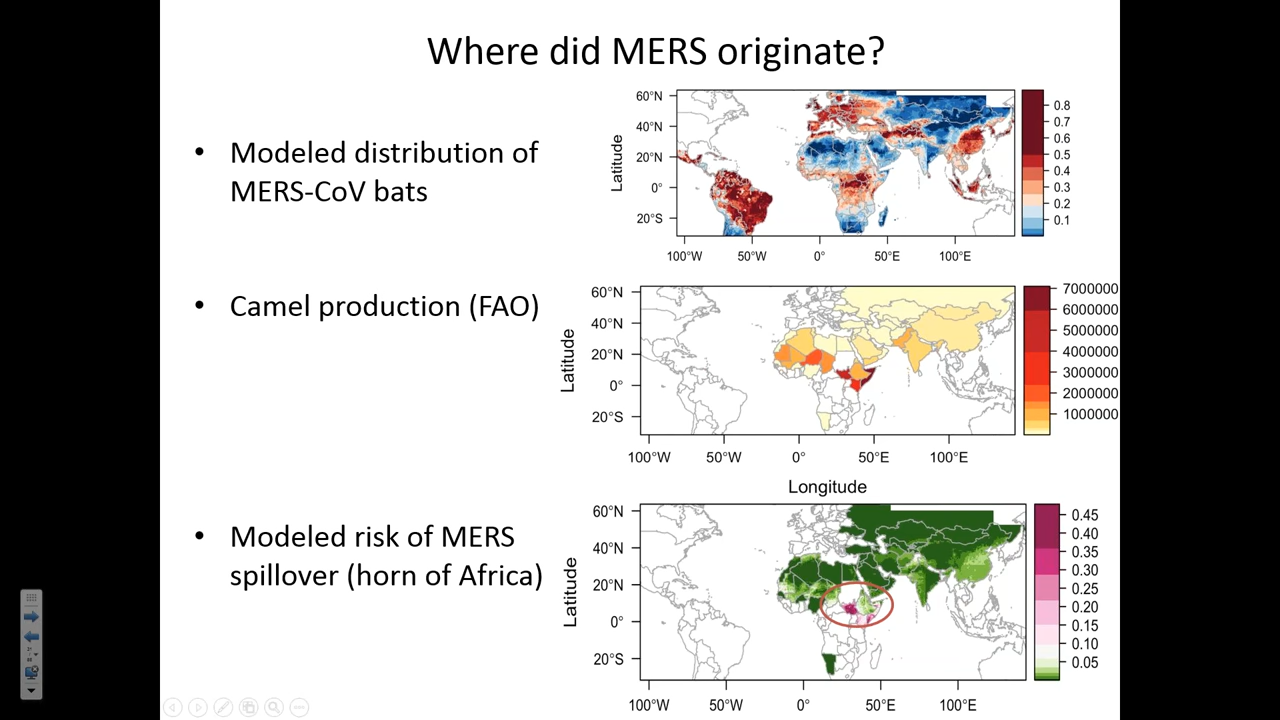 Where did MERS originate?
• Modeled distribution of
MERS-CoV bats
Latitude
60°N
40°N
20°N
0°
20°S
100°W 50°W 0° 50°E 100°E
0.8
0.7
0.6
0.5
0.4
0.3
0.2
0.1
• Camel production (FAO)
Latitude
60°N
40°N
20°N
0°
20°S
100°W 50°W 0° 50°E 100°E
Longitude
7000000
6000000
5000000
4000000
3000000
2000000
1000000
• Modeled risk of MERS
spillover (horn of Africa)
Latitude
60°N
40°N
20°N
0°
20°S
100°W 50°W 0° 50°E 100°E
0.45
0.40
0.35
0.30
0.25
0.20
0.15
0.10
0.05